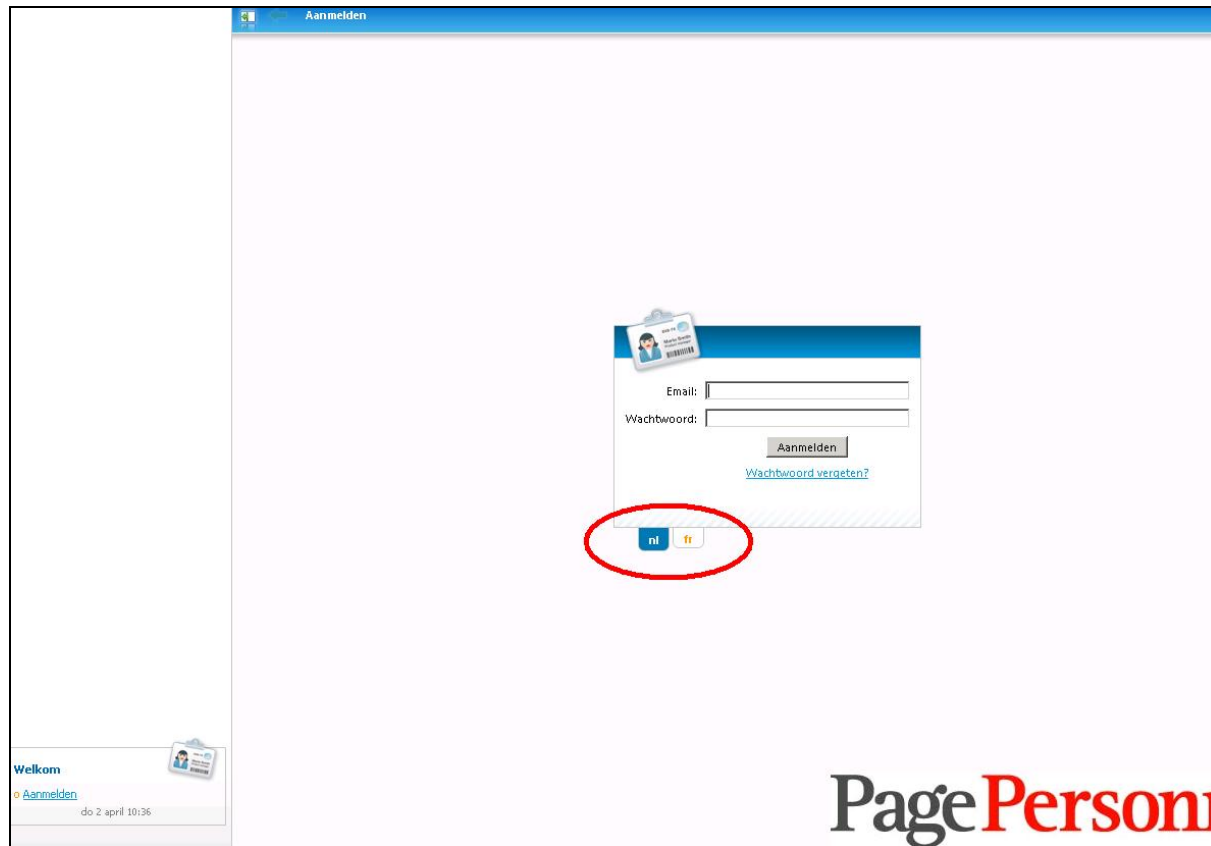 Aanmelden
Email:
Wachtwoord:
Aanmelden
Wachtwoord vergeten?
nl fr
Welkom
o Aanmelden
do 2 april 10:36
PagePersonn